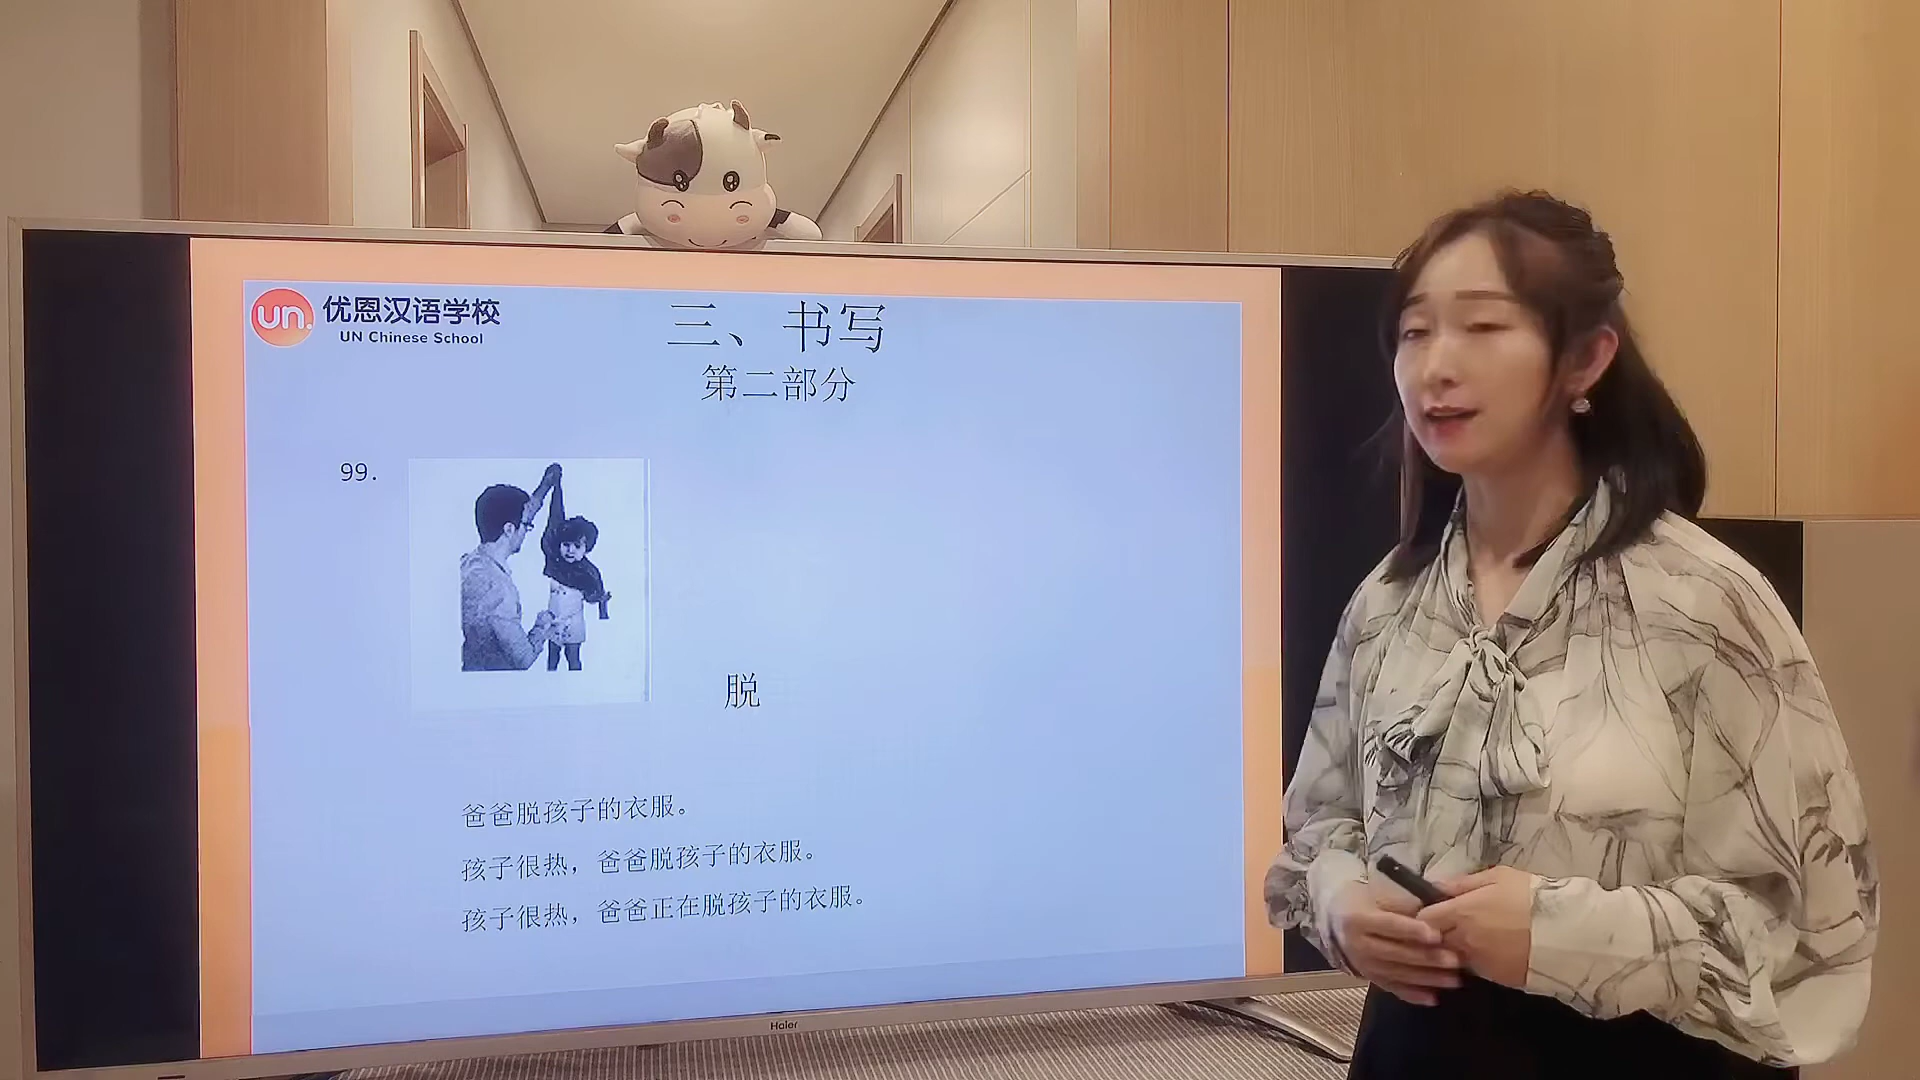 un.
优恩汉语学校
UN Chinese School
三、书写
第二部分
99.
脱
爸爸脱孩子的衣服。
孩子很热，爸爸脱孩子的衣服。
孩子很热，爸爸正在脱孩子的衣服。
Haier